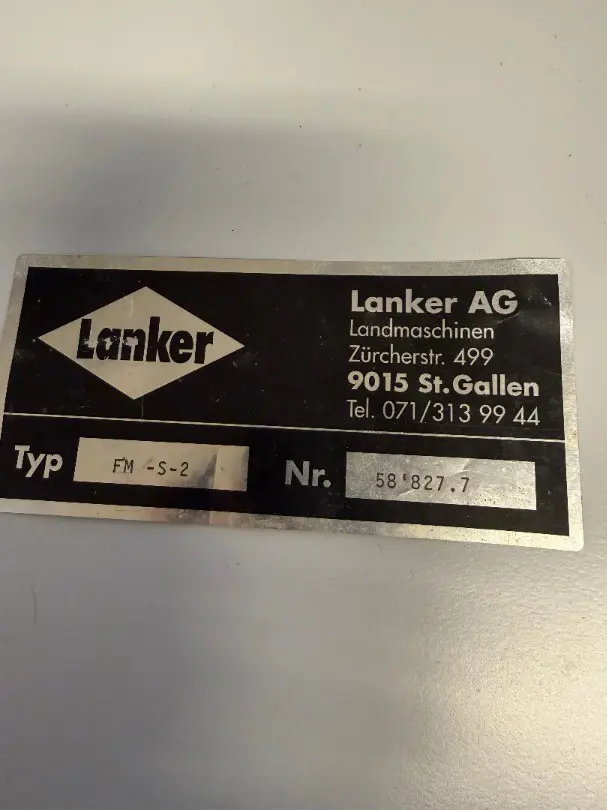 Lanker
Lanker AG
Landmaschinen
Zürcherstr. 499
9015 St.Gallen
Tel. 071/313 99 44
Typ FM -S-2 Nr. 58'827.7